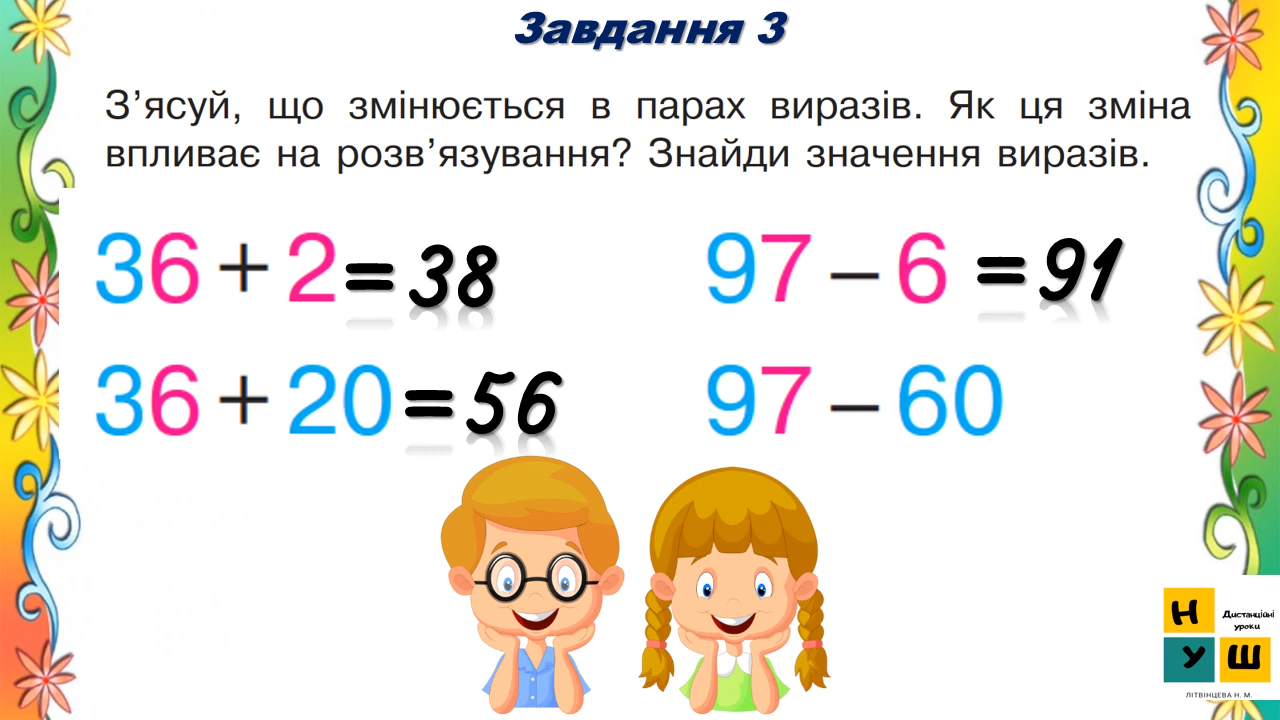 Завдання 3
З’ясуй, що змінюється в парах виразів. Як ця зміна
впливає на розв’язування? Знайди значення виразів.
36 + 2 = 38
97 – 6 = 91
36 + 20 = 56
97 – 60
Н
Дистанційні
уроки
У Ш
ЛІТВІНЦЕВА Н. М.